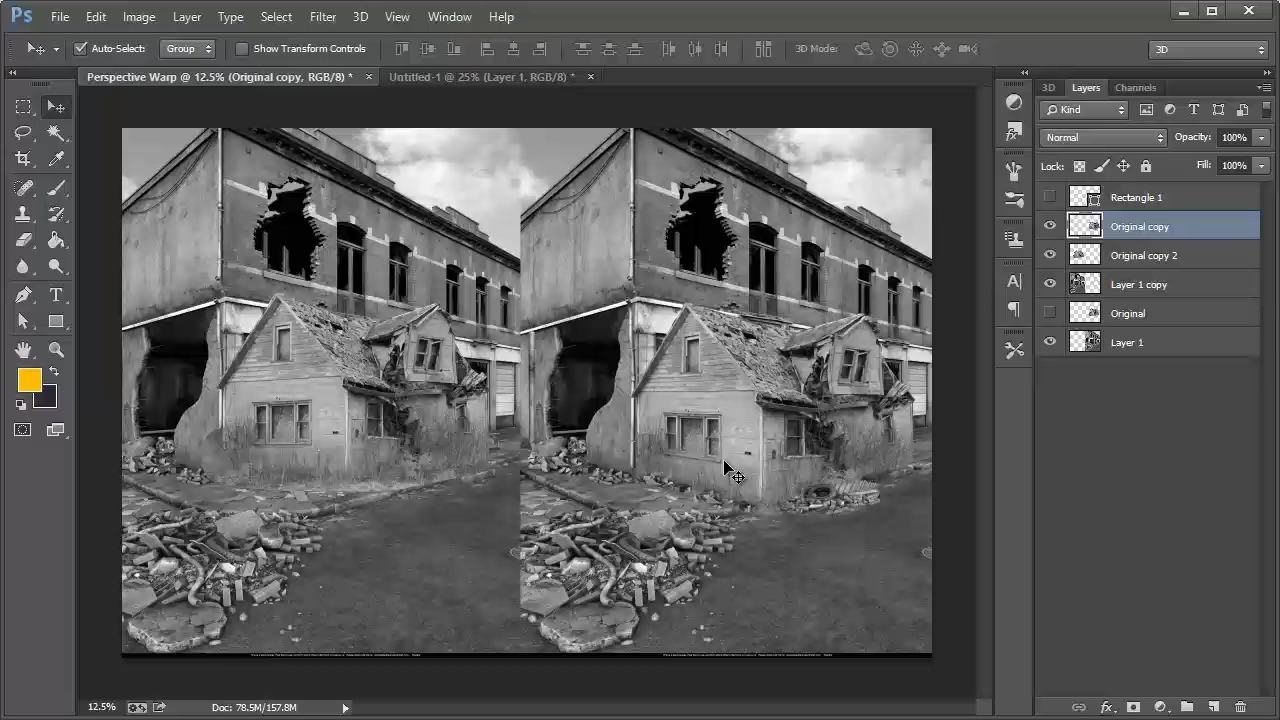 Ps File Edit Image Layer Type Select Filter 3D View Window Help
Auto-Select: Group Show Transform Controls 3D Mode: 3D
Perspective Warp @ 12.5% (Original copy, RGB/8) * × Untitled-1 @ 25% (Layer 1, RGB/8) * ×
3D Layers Channels
Kind
Normal Opacity: 100%
Lock: Fill: 100%
Rectangle 1
Original copy
Original copy 2
Layer 1 copy
Original
Layer 1
12.5% Doc: 78.5M/157.8M